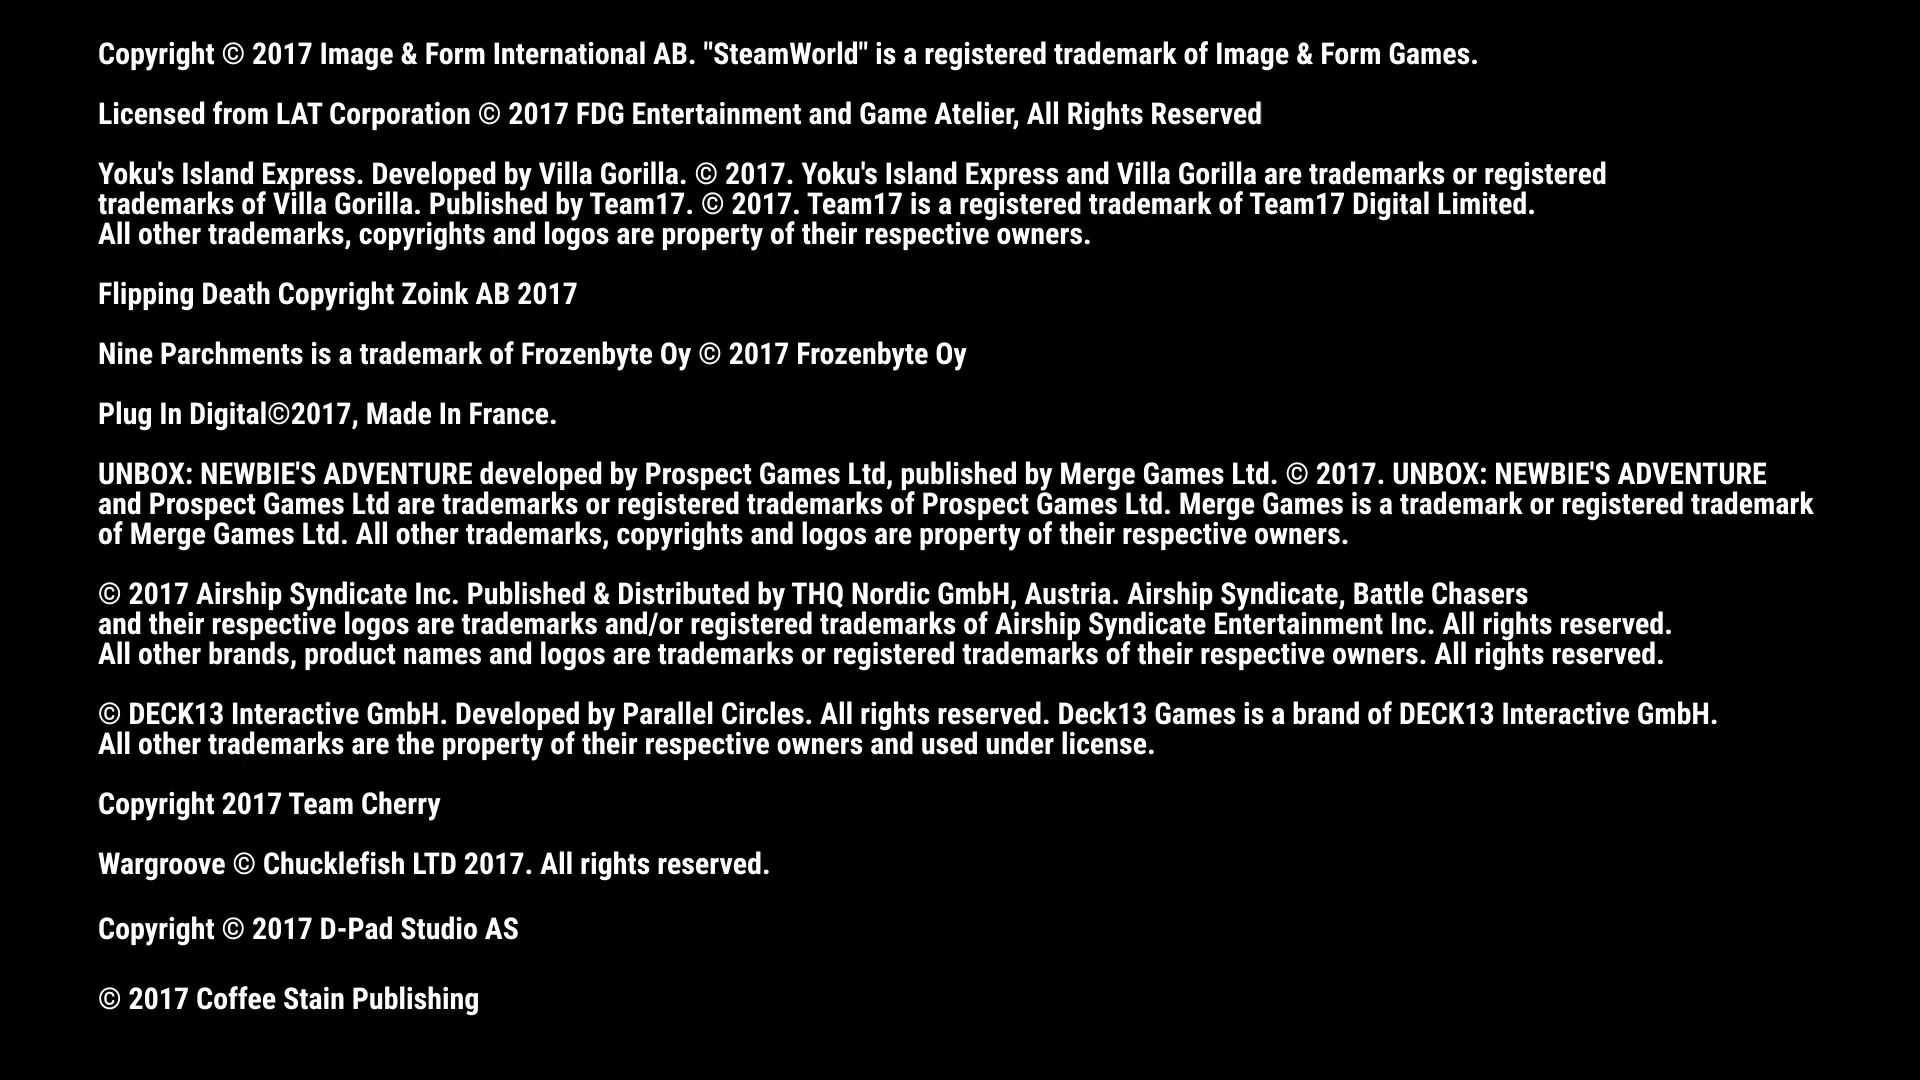 Copyright © 2017 Image & Form International AB. "SteamWorld" is a registered trademark of Image & Form Games.
Licensed from LAT Corporation © 2017 FDG Entertainment and Game Atelier, All Rights Reserved
Yoku's Island Express. Developed by Villa Gorilla. © 2017. Yoku's Island Express and Villa Gorilla are trademarks or registered
trademarks of Villa Gorilla. Published by Team17. © 2017. Team17 is a registered trademark of Team17 Digital Limited.
All other trademarks, copyrights and logos are property of their respective owners.
Flipping Death Copyright Zoink AB 2017
Nine Parchments is a trademark of Frozenbyte Oy © 2017 Frozenbyte Oy
Plug In Digital©2017, Made In France.
UNBOX: NEWBIE'S ADVENTURE developed by Prospect Games Ltd, published by Merge Games Ltd. © 2017. UNBOX: NEWBIE'S ADVENTURE
and Prospect Games Ltd are trademarks or registered trademarks of Prospect Games Ltd. Merge Games is a trademark or registered trademark
of Merge Games Ltd. All other trademarks, copyrights and logos are property of their respective owners.
© 2017 Airship Syndicate Inc. Published & Distributed by THQ Nordic GmbH, Austria. Airship Syndicate, Battle Chasers
and their respective logos are trademarks and/or registered trademarks of Airship Syndicate Entertainment Inc. All rights reserved.
All other brands, product names and logos are trademarks or registered trademarks of their respective owners. All rights reserved.
© DECK13 Interactive GmbH. Developed by Parallel Circles. All rights reserved. Deck13 Games is a brand of DECK13 Interactive GmbH.
All other trademarks are the property of their respective owners and used under license.
Copyright 2017 Team Cherry
Wargroove © Chucklefish LTD 2017. All rights reserved.
Copyright © 2017 D-Pad Studio AS
© 2017 Coffee Stain Publishing